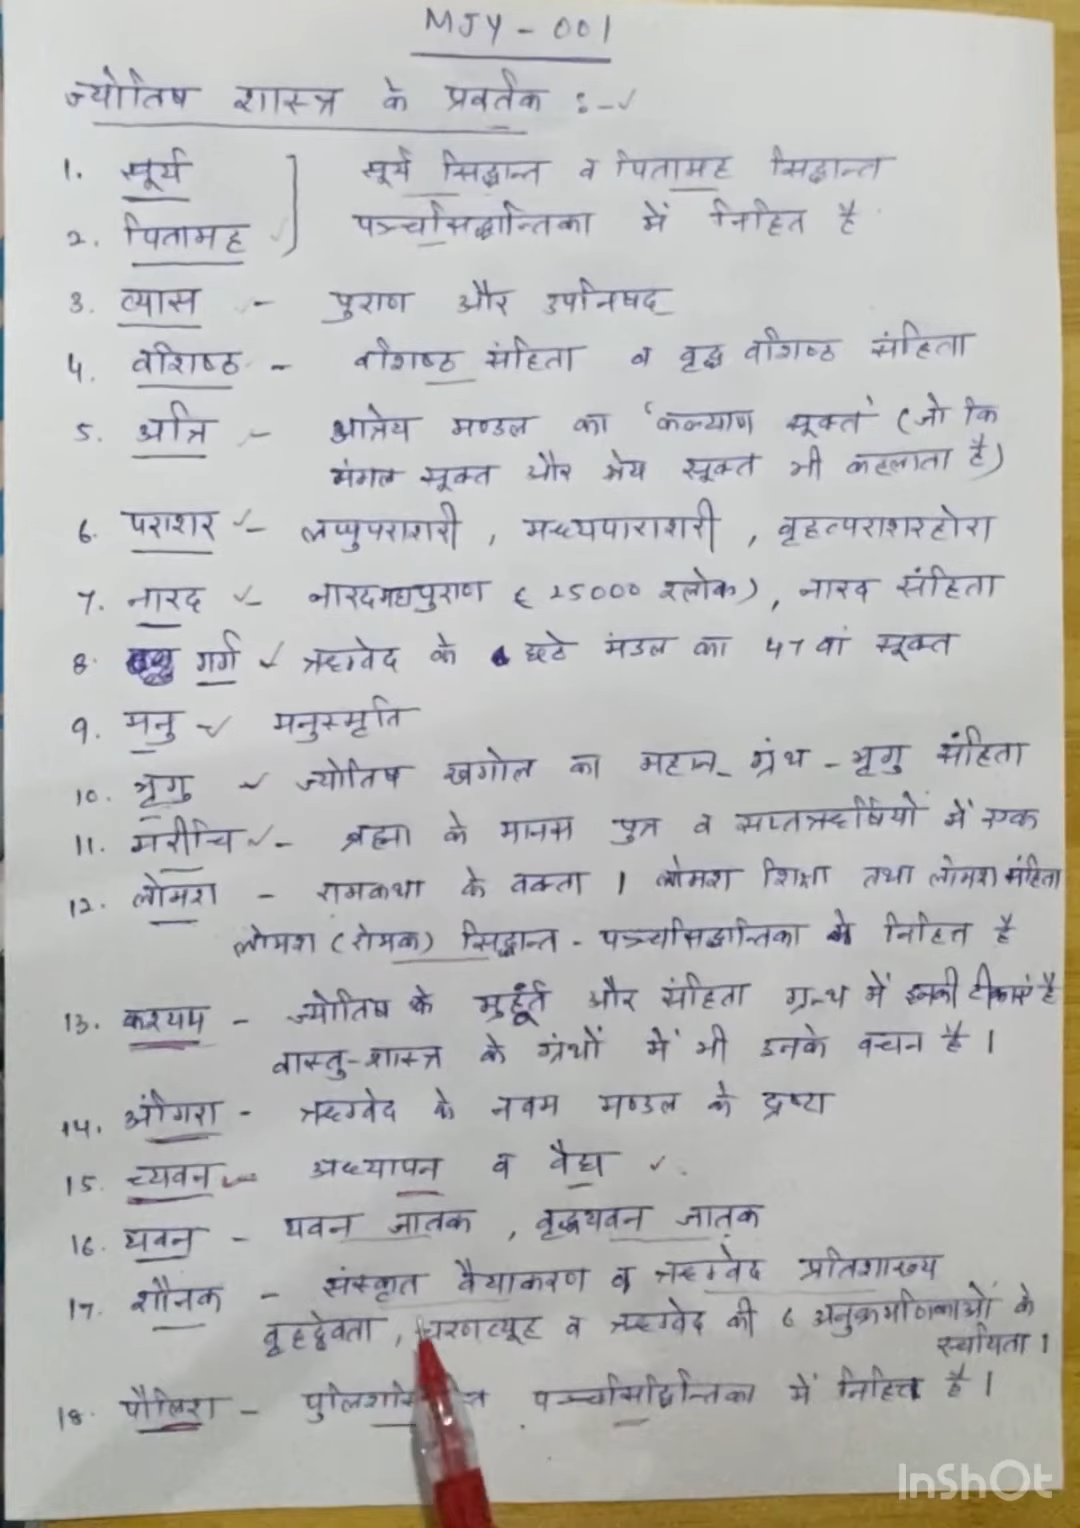 MJY-001
ज्योतिष शास्त्र के प्रवर्तक :-
1. सूर्य सूर्य सिद्धान्त व पितामह सिद्धान्त
2. पितामह पञ्चसिद्धान्तिका में निहित है
3. व्यास - पुराण और उपनिषद
4. वशिष्ठ - वशिष्ठ संहिता व वृद्ध वशिष्ठ संहिता
5. अत्रि - आत्रेय मण्डल का 'कल्याण सूक्त' (जो कि
मंगल सूक्त और श्रेय सूक्त भी कहलाता है)
6. पराशर - लघुपराशरी , मध्यपाराशरी , वृहत्पराशरहोरा
7. नारद - नारदमहापुराण (25000 श्लोक), नारद संहिता
8. गर्ग - ऋग्वेद के छठे मंडल का 47 वां सूक्त
9. मनु - मनुस्मृति
10. भृगु - ज्योतिष खगोल का महान ग्रंथ - भृगु संहिता
11. मरीचि - ब्रह्मा के मानस पुत्र व सप्तऋर्षियों में एक
12. लोमश - रामकथा के वक्ता । लोमश शिक्षा तथा लोमश संहिता
लोमश (रोमक) सिद्धान्त - पञ्चसिद्धान्तिका में निहित है
13. कश्यप - ज्योतिष के मुहूर्त और संहिता ग्रन्थ में इनकी टीकाएं है
वास्तु-शास्त्र के ग्रंथों में भी उनके वचन है ।
14. अंगिरा - ऋग्वेद के नवम मण्डल के द्रष्टा
15. च्यवन - अध्यापन व वैद्य
16. यवन - यवन जातक , वृद्धयवन जातक
17. शौनक - संस्कृत वैयाकरण व ऋग्वेद प्रतिशाख्य
वृहद्देवता , चरणव्यूह व ऋग्वेद की 6 अनुक्रमणिकाओं के
रचयिता ।
18. पौलिश - पञ्चसिद्धान्तिका में निहित है ।
InShOt